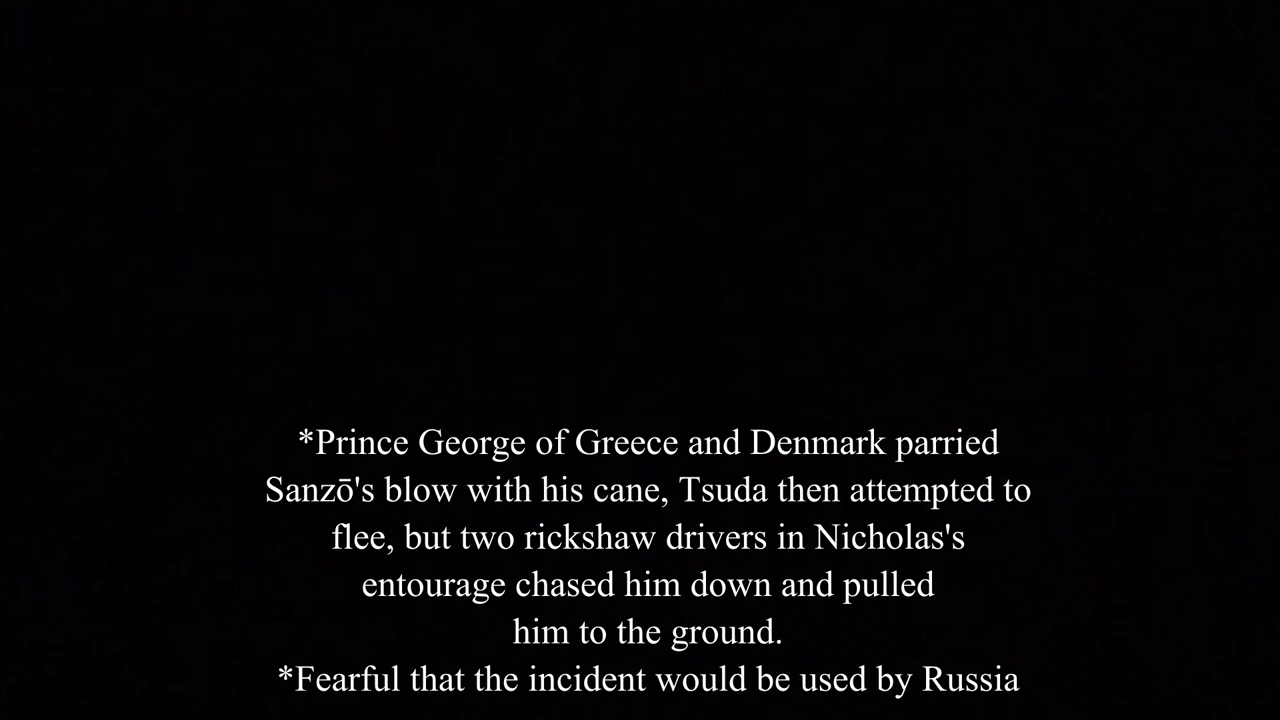 *Prince George of Greece and Denmark parried
Sanzō's blow with his cane, Tsuda then attempted to
flee, but two rickshaw drivers in Nicholas's
entourage chased him down and pulled
him to the ground.
*Fearful that the incident would be used by Russia